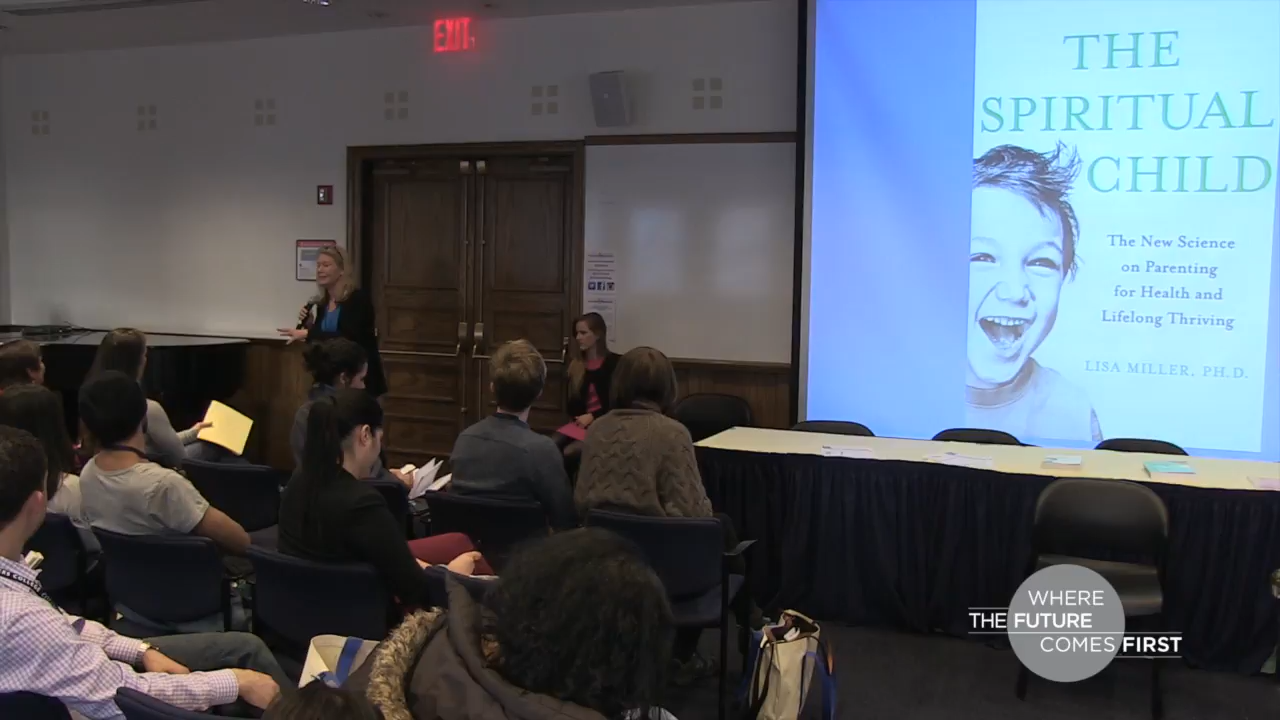 EXIT
THE
SPIRITUAL
CHILD
The New Science
on Parenting
for Health and
Lifelong Thriving
LISA MILLER, PH.D.
WHERE
THE FUTURE
COMES FIRST